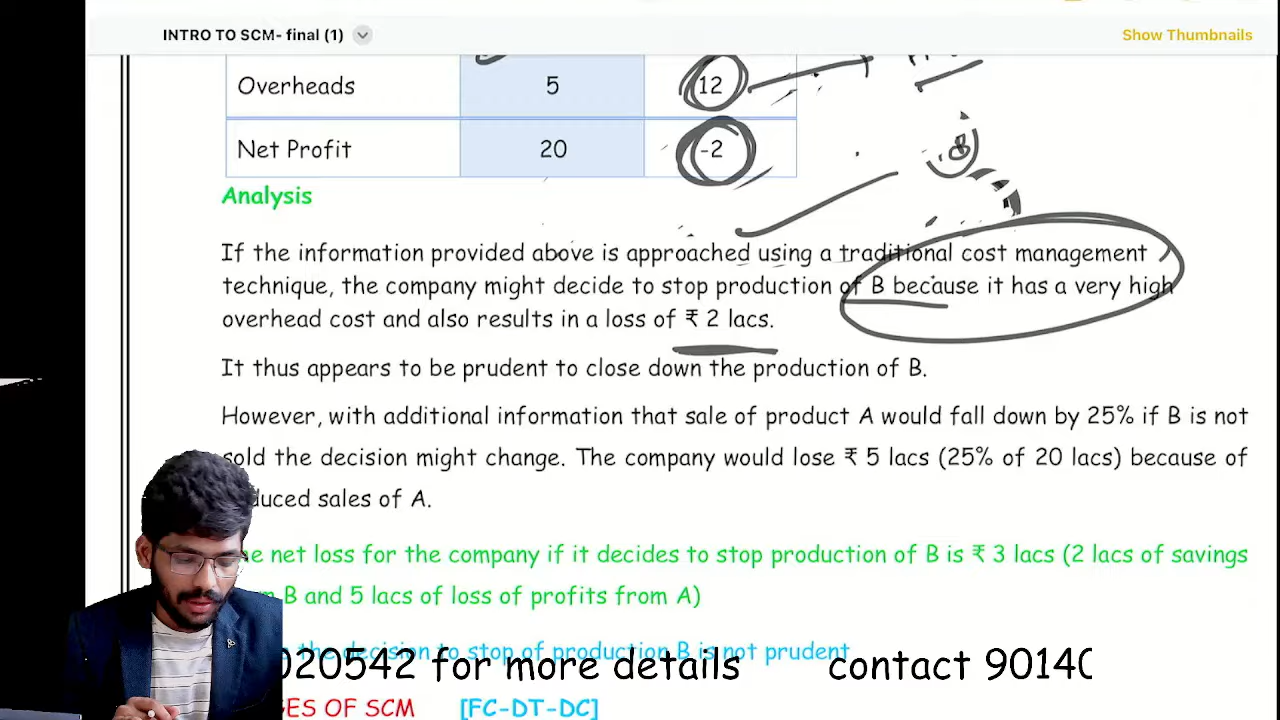 INTRO TO SCM- final (1)
Show Thumbnails
Overheads 5 12
Net Profit 20 -2
B
Analysis
If the information provided above is approached using a traditional cost management
technique, the company might decide to stop production of B because it has a very high
overhead cost and also results in a loss of ₹ 2 lacs.
It thus appears to be prudent to close down the production of B.
However, with additional information that sale of product A would fall down by 25% if B is not
sold the decision might change. The company would lose ₹ 5 lacs (25% of 20 lacs) because of
duced sales of A.
net loss for the company if it decides to stop production of B is ₹ 3 lacs (2 lacs of savings
B and 5 lacs of loss of profits from A)
the decision to stop of production B is not prudent
020542 for more details contact 9014
GES OF SCM [FC-DT-DC]